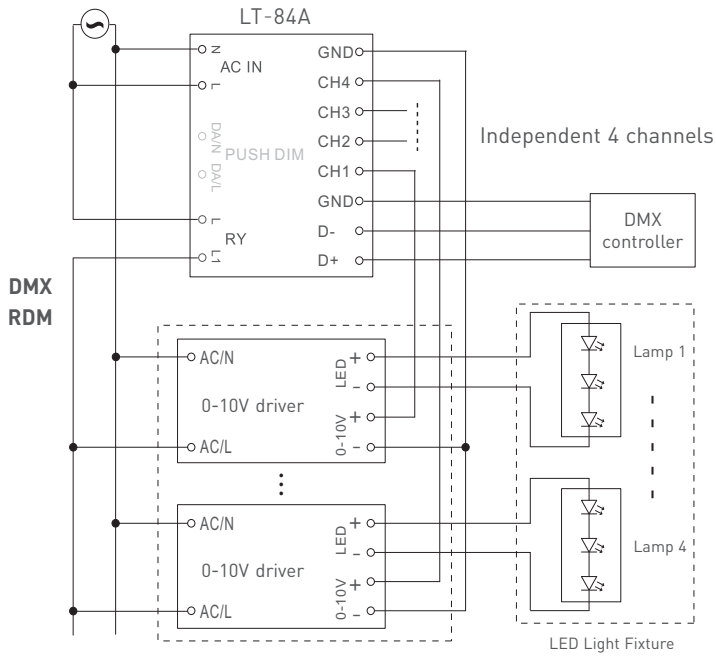 LT-84A
N
AC IN
L
DA/N
DA/L
PUSH DIM
L
RY
L1
GND
CH4
CH3
CH2
CH1
GND
D-
D+
Independent 4 channels
DMX
controller
DMX
RDM
AC/N
0-10V driver
AC/L
LED
+
-
0-10V
+
-
Lamp 1
AC/N
0-10V driver
AC/L
LED
+
-
0-10V
+
-
Lamp 4
LED Light Fixture